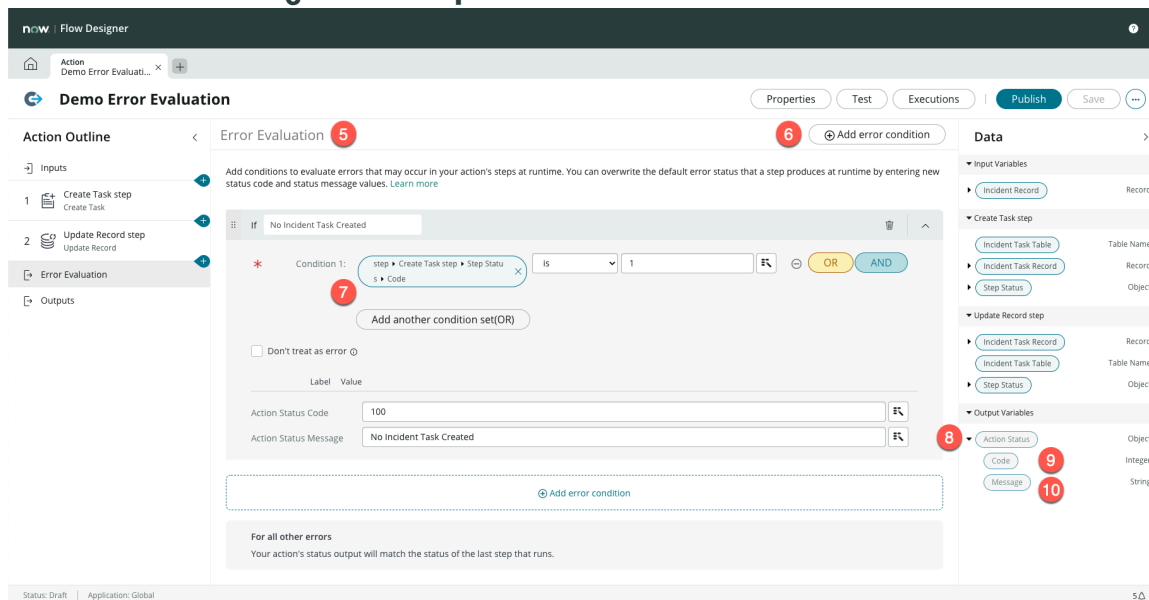 now. Flow Designer
?
Action
Demo Error Evaluati... × +
Demo Error Evaluation
Properties Test Executions Publish Save ...
Action Outline <
Inputs
1 Create Task step
Create Task
2 Update Record step
Update Record
Error Evaluation
Outputs
Error Evaluation 5
6 Add error condition
Add conditions to evaluate errors that may occur in your action's steps at runtime. You can overwrite the default error status that a step produces at runtime by entering new
status code and status message values. Learn more
If No Incident Task Created
* Condition 1: step ▸ Create Task step ▸ Step Statu
s ▸ Code × is 1 OR AND
7
Add another condition set(OR)
Don't treat as error
Label Value
Action Status Code 100
Action Status Message No Incident Task Created
Add error condition
For all other errors
Your action's status output will match the status of the last step that runs.
Data >
Input Variables
Incident Record Record
Create Task step
Incident Task Table Table Name
Incident Task Record Record
Step Status Objec
Update Record step
Incident Task Record Record
Incident Task Table Table Name
Step Status Objec
Output Variables
8 Action Status Objec
Code 9 Integer
Message 10 String
Status: Draft Application: Global
5